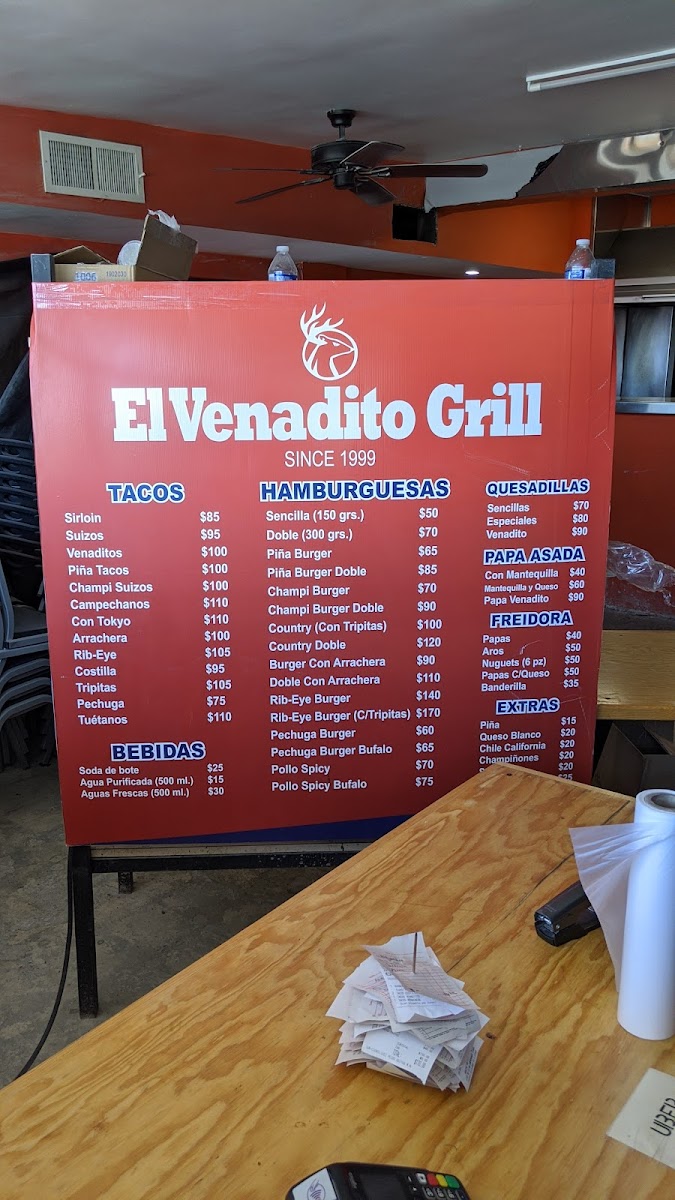 1006
El Venadito Grill
SINCE 1999
TACOS
Sirloin $85
Suizos $95
Venaditos $100
Piña Tacos $100
Champi Suizos $100
Campechanos $110
Con Tokyo $110
Arrachera $100
Rib-Eye $105
Costilla $95
Tripitas $105
Pechuga $75
Tuétanos $110
BEBIDAS
Soda de bote $25
Agua Purificada (500 ml.) $15
Aguas Frescas (500 ml.) $30
HAMBURGUESAS
Sencilla (150 grs.) $50
Doble (300 grs.) $70
Piña Burger $65
Piña Burger Doble $85
Champi Burger $70
Champi Burger Doble $90
Country (Con Tripitas) $100
Country Doble $120
Burger Con Arrachera $90
Doble Con Arrachera $110
Rib-Eye Burger $140
Rib-Eye Burger (C/Tripitas) $170
Pechuga Burger $60
Pechuga Burger Bufalo $65
Pollo Spicy $70
Pollo Spicy Bufalo $75
QUESADILLAS
Sencillas $70
Especiales $80
Venadito $90
PAPA ASADA
Con Mantequilla $40
Mantequilla y Queso $60
Papa Venadito $90
FREIDORA
Papas $40
Aros $50
Nuguets (6 pz) $50
Papas C/Queso $50
Banderilla $35
EXTRAS
Piña $15
Queso Blanco $20
Chile California $20
Champiñones $20
$25
UBER